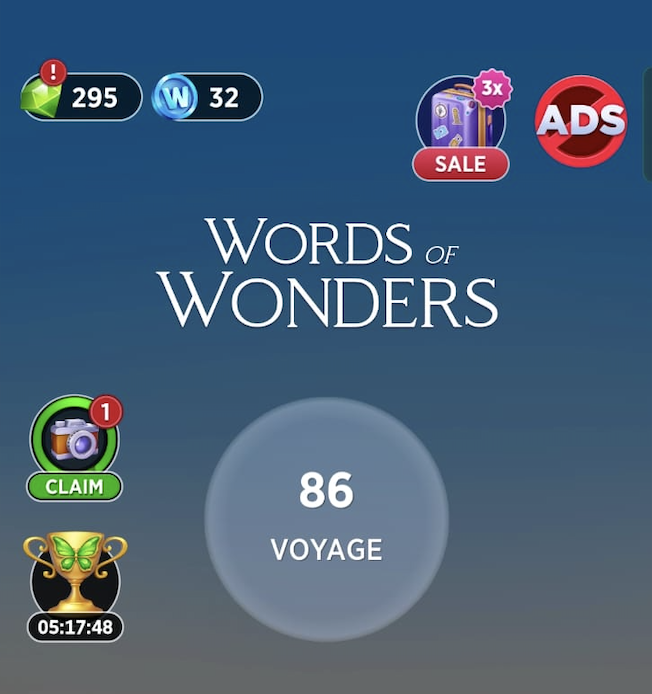 !
295
W
32
3x
SALE
ADS
WORDS OF
WONDERS
1
CLAIM
86
VOYAGE
05:17:48